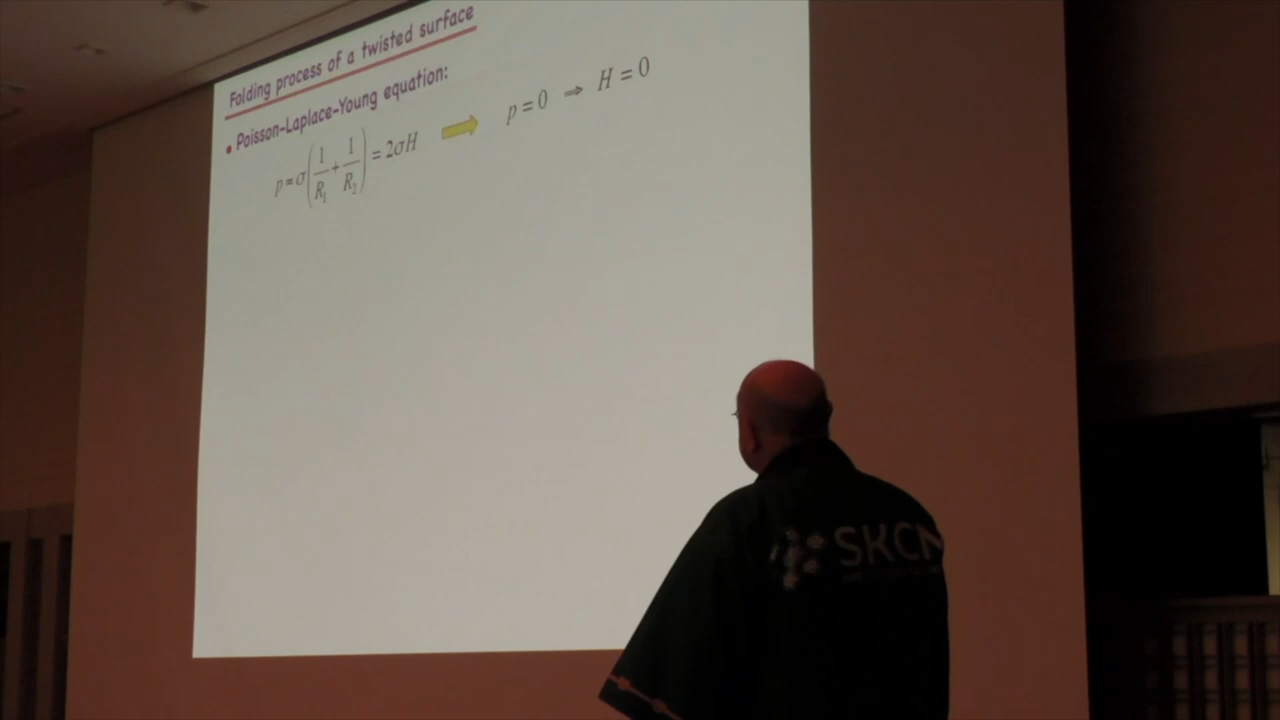 Folding process of a twisted surface
• Poisson-Laplace-Young equation:
p = σ(1/R₁ + 1/R₂) = 2σH ⇨ p = 0 ⇒ H = 0
SKCM